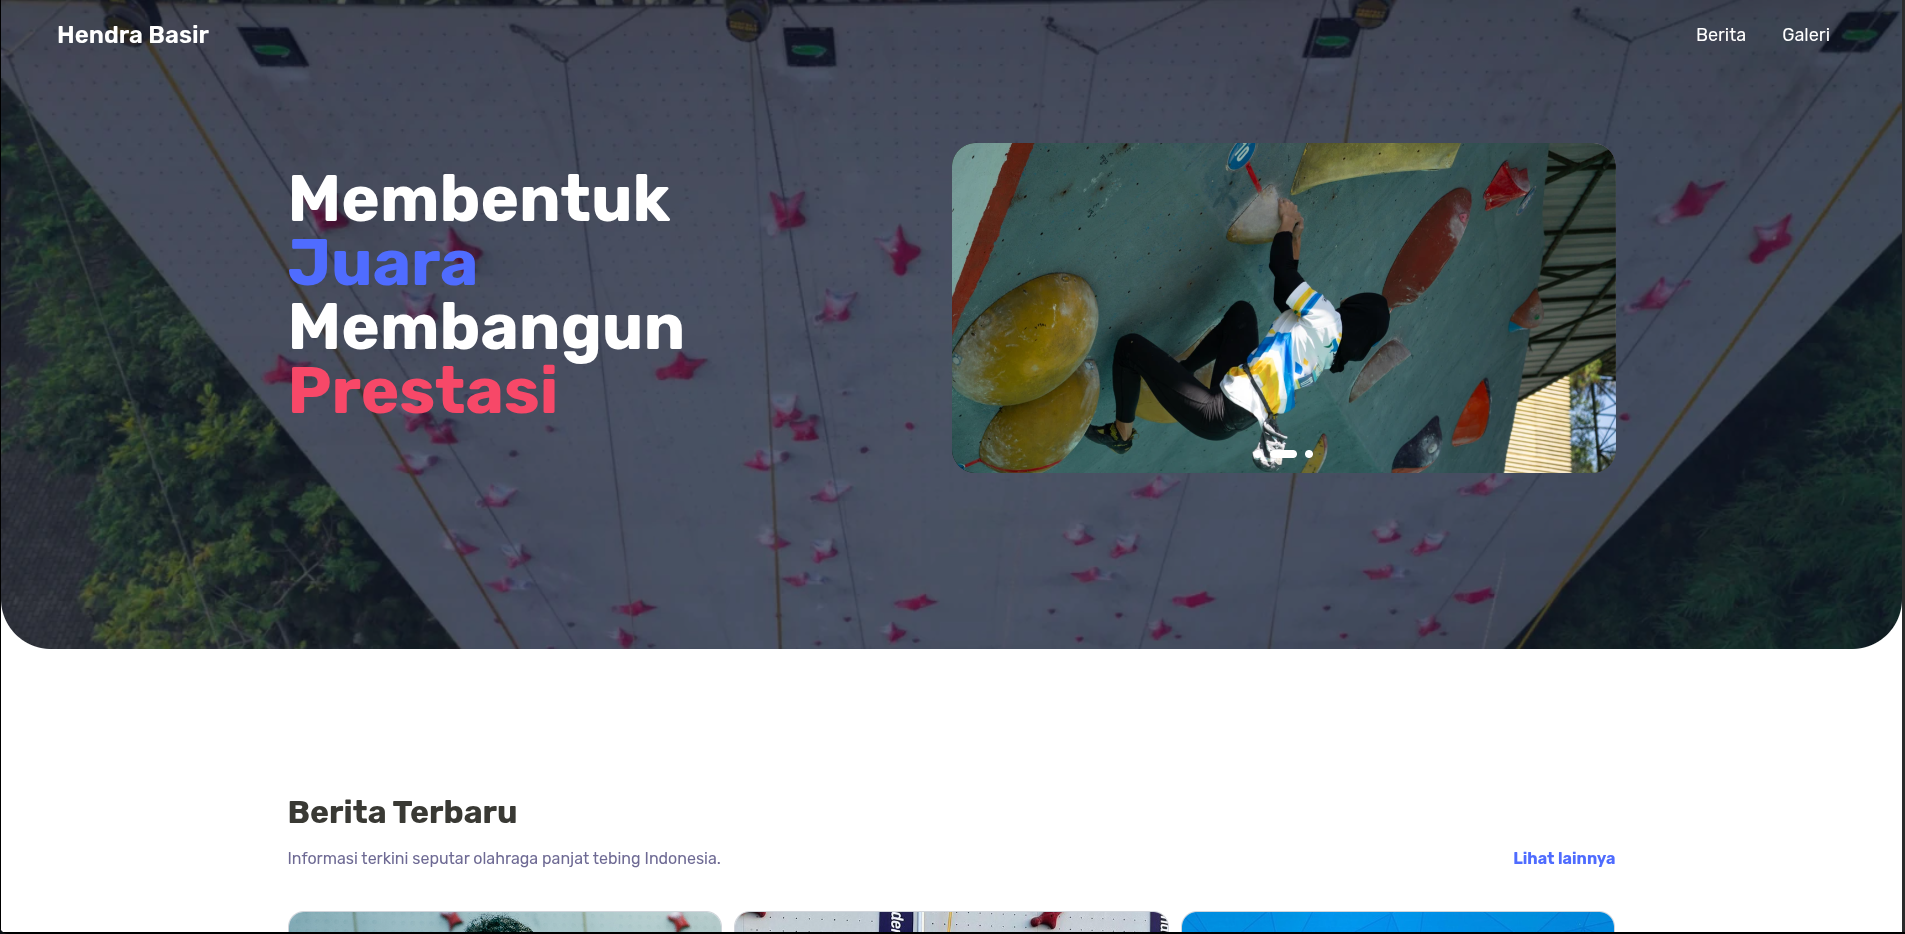 Hendra Basir
Berita
Galeri
Membentuk
Juara
Membangun
Prestasi
Berita Terbaru
Informasi terkini seputar olahraga panjat tebing Indonesia.
Lihat lainnya